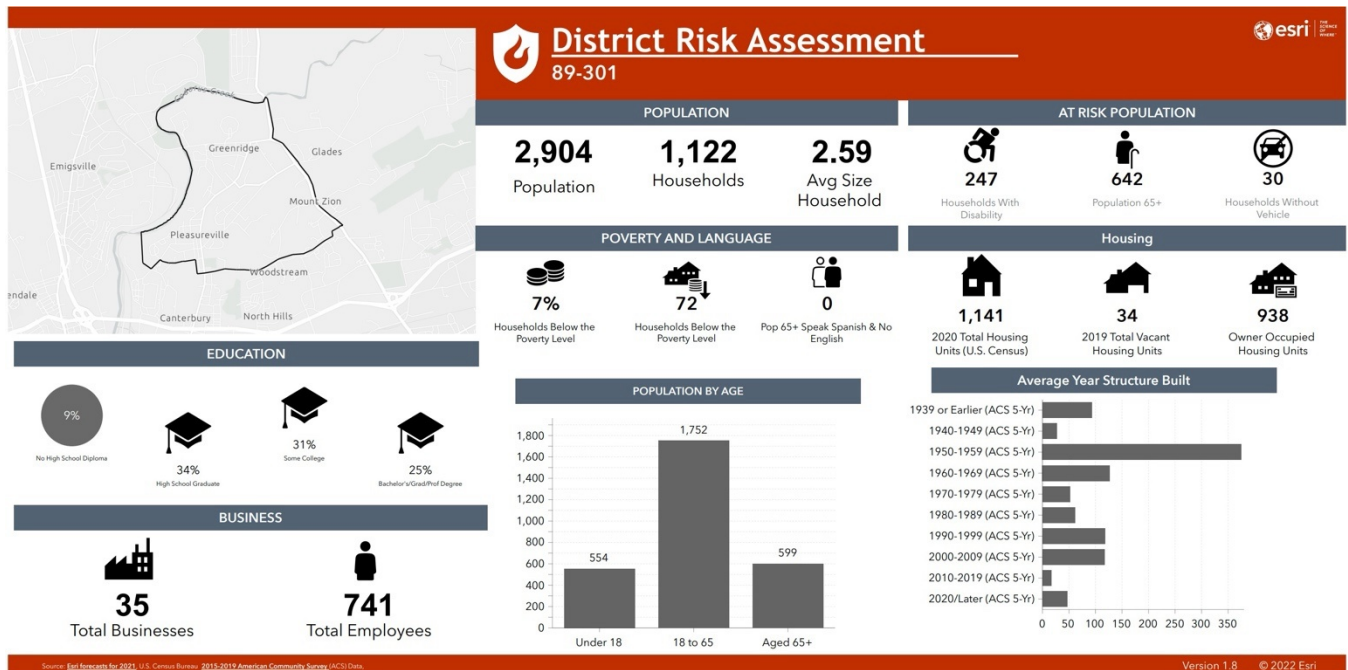 District Risk Assessment
89-301
esri
THE
SCIENCE
OF
WHERE
Emigsville
Greenridge
Glades
Mount Zion
Pleasureville
Woodstream
endale
Canterbury
North Hills
POPULATION
2,904
Population
1,122
Households
2.59
Avg Size
Household
AT RISK POPULATION
247
Households With
Disability
642
Population 65+
30
Households Without
Vehicle
POVERTY AND LANGUAGE
7%
Households Below the
Poverty Level
72
Households Below the
Poverty Level
0
Pop 65+ Speak Spanish & No
English
Housing
1,141
2020 Total Housing
Units (U.S. Census)
34
2019 Total Vacant
Housing Units
938
Owner Occupied
Housing Units
EDUCATION
9%
No High School Diploma
34%
High School Graduate
31%
Some College
25%
Bachelor's/Grad/Prof Degree
BUSINESS
35
Total Businesses
741
Total Employees
POPULATION BY AGE
1,800
1,600
1,400
1,200
1,000
800
600
400
200
0
554
1,752
599
Under 18
18 to 65
Aged 65+
Average Year Structure Built
1939 or Earlier (ACS 5-Yr)
1940-1949 (ACS 5-Yr)
1950-1959 (ACS 5-Yr)
1960-1969 (ACS 5-Yr)
1970-1979 (ACS 5-Yr)
1980-1989 (ACS 5-Yr)
1990-1999 (ACS 5-Yr)
2000-2009 (ACS 5-Yr)
2010-2019 (ACS 5-Yr)
2020/Later (ACS 5-Yr)
0 50 100 150 200 250 300 350
Source: Esri forecasts for 2021, U.S. Census Bureau 2015-2019 American Community Survey (ACS) Data.
Version 1.8 © 2022 Esri